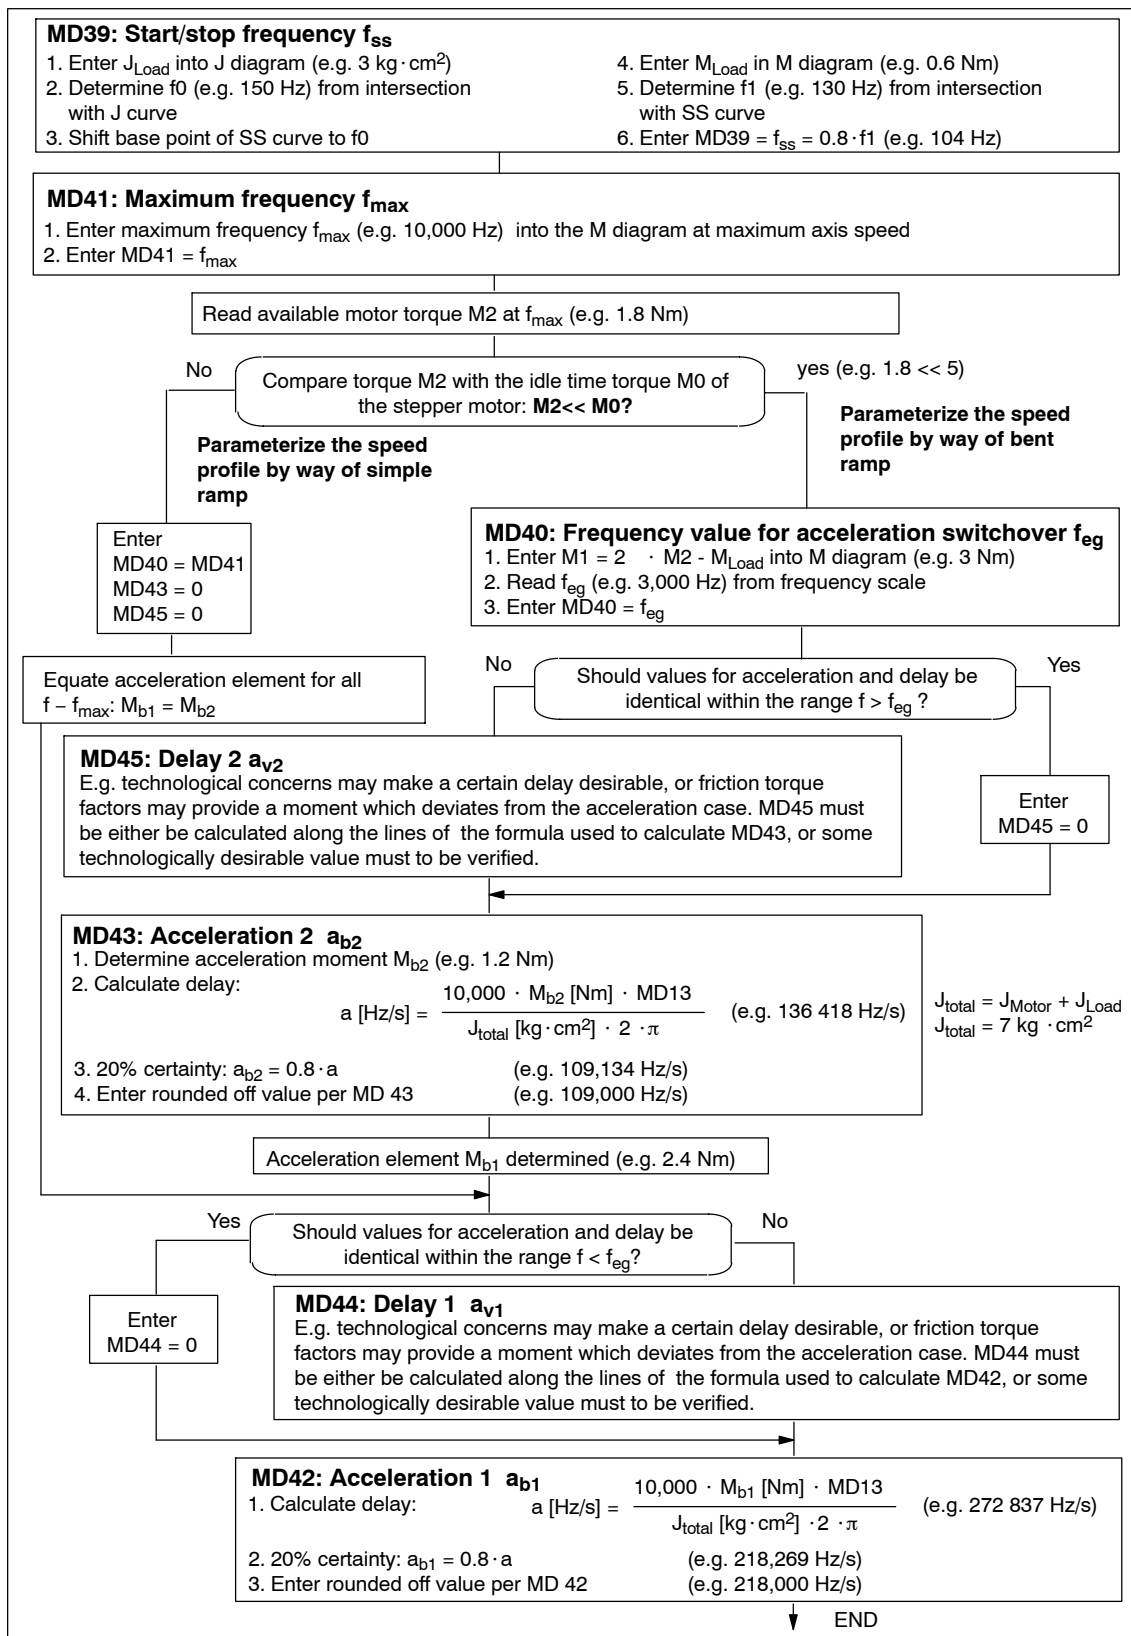 MD39: Start/stop frequency fss
1. Enter JLoad into J diagram (e.g. 3 kg·cm²)
2. Determine f0 (e.g. 150 Hz) from intersection
with J curve
3. Shift base point of SS curve to f0
4. Enter MLoad in M diagram (e.g. 0.6 Nm)
5. Determine f1 (e.g. 130 Hz) from intersection
with SS curve
6. Enter MD39 = fss = 0.8·f1 (e.g. 104 Hz)
MD41: Maximum frequency fmax
1. Enter maximum frequency fmax (e.g. 10,000 Hz) into the M diagram at maximum axis speed
2. Enter MD41 = fmax
Read available motor torque M2 at fmax (e.g. 1.8 Nm)
No
Compare torque M2 with the idle time torque M0 of
the stepper motor: M2<< M0?
yes (e.g. 1.8 << 5)
Parameterize the speed
profile by way of simple
ramp
Parameterize the speed
profile by way of bent
ramp
Enter
MD40 = MD41
MD43 = 0
MD45 = 0
MD40: Frequency value for acceleration switchover feg
1. Enter M1 = 2 · M2 - MLoad into M diagram (e.g. 3 Nm)
2. Read feg (e.g. 3,000 Hz) from frequency scale
3. Enter MD40 = feg
Equate acceleration element for all
f − fmax: Mb1 = Mb2
No
Should values for acceleration and delay be
identical within the range f > feg ?
Yes
MD45: Delay 2 av2
E.g. technological concerns may make a certain delay desirable, or friction torque
factors may provide a moment which deviates from the acceleration case. MD45 must
be either be calculated along the lines of the formula used to calculate MD43, or some
technologically desirable value must to be verified.
Enter
MD45 = 0
MD43: Acceleration 2 ab2
1. Determine acceleration moment Mb2 (e.g. 1.2 Nm)
2. Calculate delay:
a [Hz/s] =
10,000 · Mb2 [Nm] · MD13
Jtotal [kg·cm²] · 2 ·π
(e.g. 136 418 Hz/s)
3. 20% certainty: ab2 = 0.8·a (e.g. 109,134 Hz/s)
4. Enter rounded off value per MD 43 (e.g. 109,000 Hz/s)
Jtotal = JMotor + JLoad
Jtotal = 7 kg ·cm²
Acceleration element Mb1 determined (e.g. 2.4 Nm)
Yes
Should values for acceleration and delay be
identical within the range f < feg?
No
Enter
MD44 = 0
MD44: Delay 1 av1
E.g. technological concerns may make a certain delay desirable, or friction torque
factors may provide a moment which deviates from the acceleration case. MD44 must
be either be calculated along the lines of the formula used to calculate MD42, or some
technologically desirable value must to be verified.
MD42: Acceleration 1 ab1
1. Calculate delay:
a [Hz/s] =
10,000 · Mb1 [Nm] · MD13
Jtotal [kg·cm²] ·2 ·π
(e.g. 272 837 Hz/s)
2. 20% certainty: ab1 = 0.8·a (e.g. 218,269 Hz/s)
3. Enter rounded off value per MD 42 (e.g. 218,000 Hz/s)
END